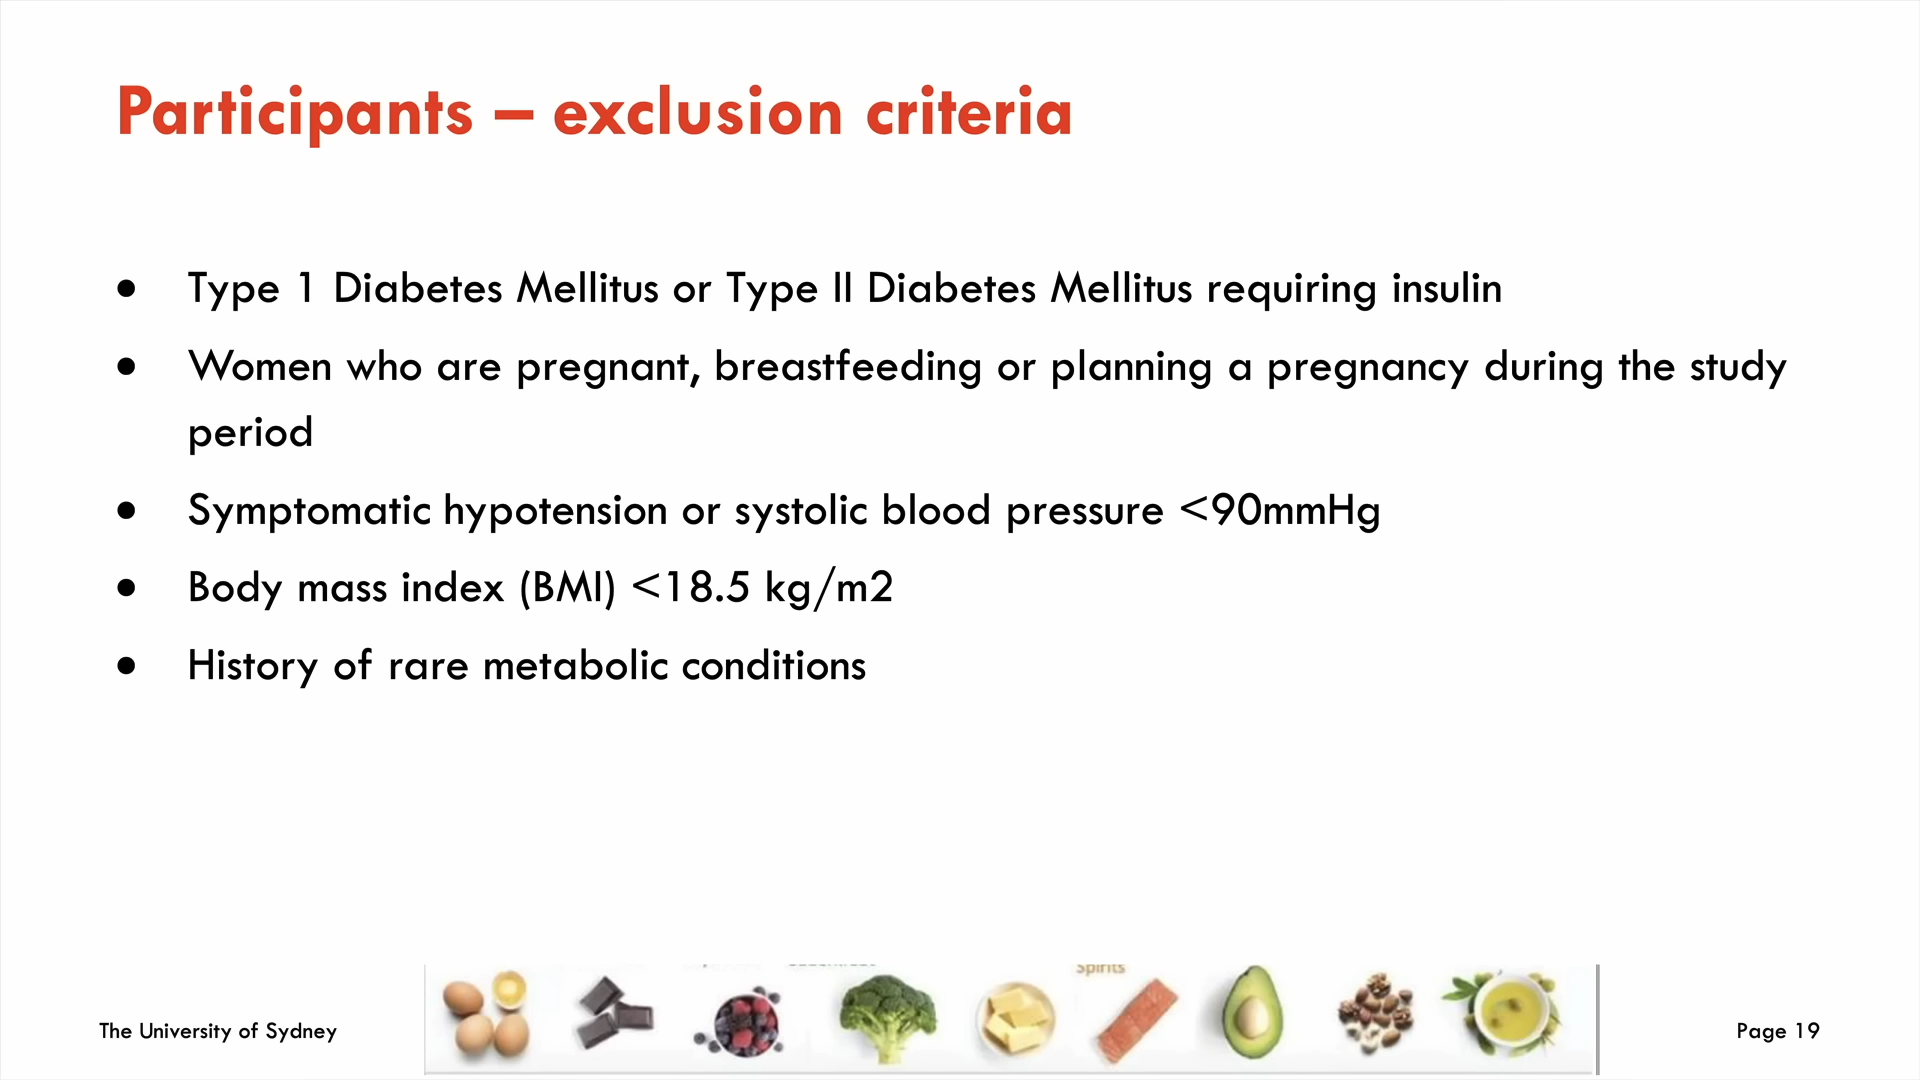 Participants – exclusion criteria
• Type 1 Diabetes Mellitus or Type II Diabetes Mellitus requiring insulin
• Women who are pregnant, breastfeeding or planning a pregnancy during the study
period
• Symptomatic hypotension or systolic blood pressure <90mmHg
• Body mass index (BMI) <18.5 kg/m2
• History of rare metabolic conditions
Spirits
The University of Sydney
Page 19